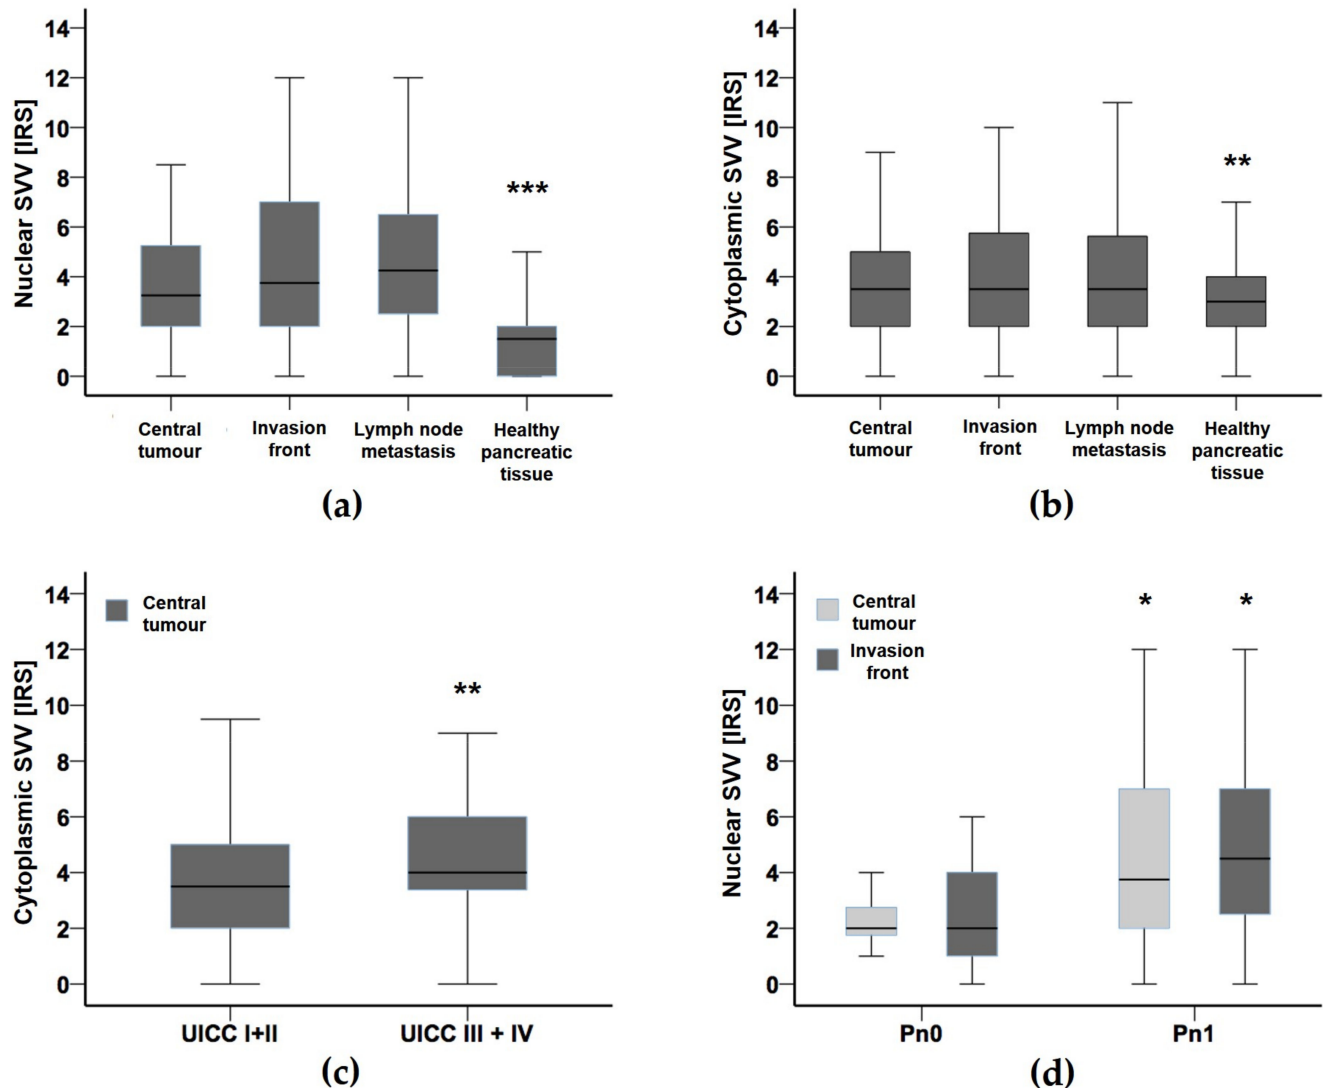 Nuclear SVV [IRS]
14
12
10
8
6
4
2
0
***
Central
tumour
Invasion
front
Lymph node
metastasis
Healthy
pancreatic
tissue
(a)
Cytoplasmic SVV [IRS]
14
12
10
8
6
4
2
0
**
Central
tumour
Invasion
front
Lymph node
metastasis
Healthy
pancreatic
tissue
(b)
Cytoplasmic SVV [IRS]
14
12
10
8
6
4
2
0
Central
tumour
**
UICC I+II
UICC III + IV
(c)
Nuclear SVV [IRS]
14
12
10
8
6
4
2
0
Central
tumour
Invasion
front
*
*
Pn0
Pn1
(d)